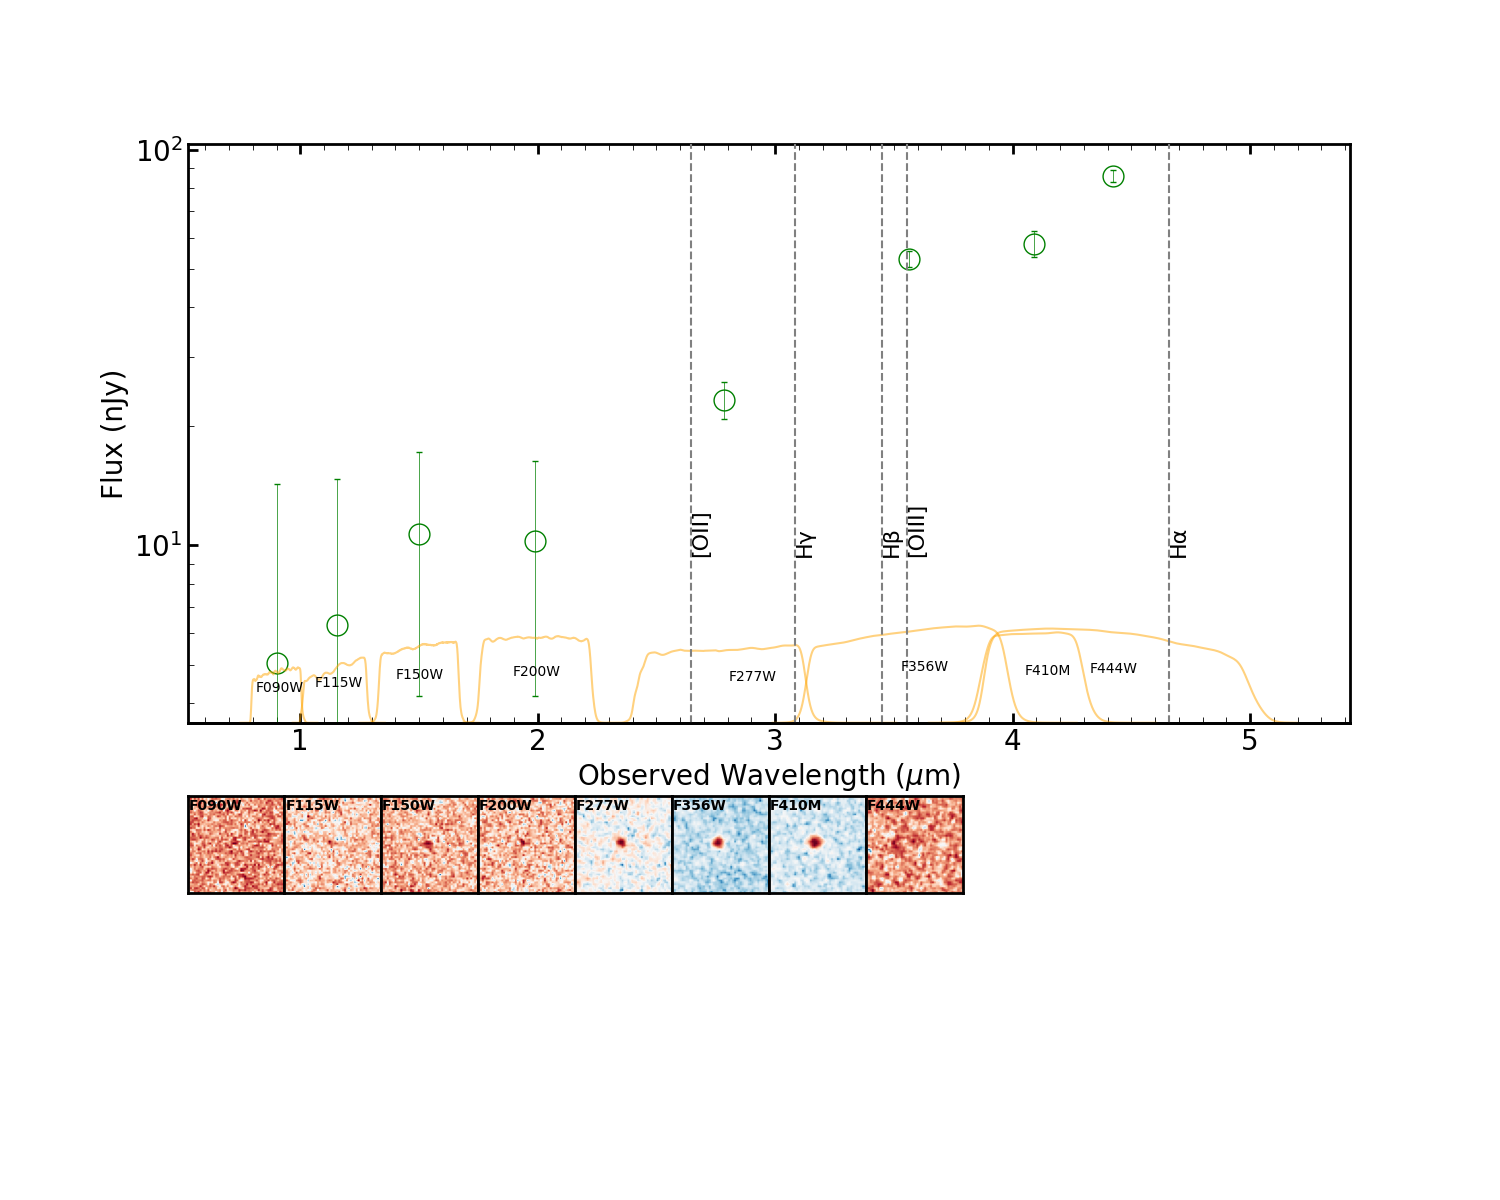 10²
10¹
Flux (nJy)
[OII]
Hγ
Hβ
[OIII]
Hα
F090W
F115W
F150W
F200W
F277W
F356W
F410M
F444W
1
2
3
4
5
Observed Wavelength (μm)
F090W
F115W
F150W
F200W
F277W
F356W
F410M
F444W